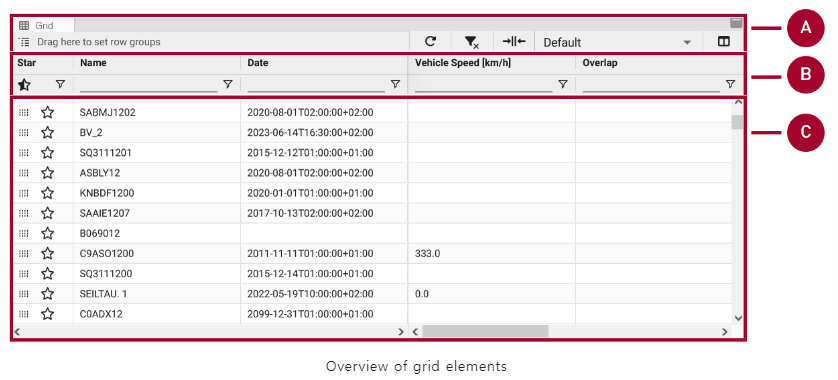 Grid
A
Drag here to set row groups Default
Star Name Date Vehicle Speed [km/h] Overlap
B
SABMJ1202 2020-08-01T02:00:00+02:00
BV_2 2023-06-14T16:30:00+02:00
C
SQ3111201 2015-12-12T01:00:00+01:00
ASBLY12 2020-08-01T02:00:00+02:00
KNBDF1200 2020-01-01T01:00:00+01:00
SAAIE1207 2017-10-13T02:00:00+02:00
B069012
C9ASO1200 2011-11-11T01:00:00+01:00 333.0
SQ3111200 2015-12-14T01:00:00+01:00
SEILTAU. 1 2022-05-19T10:00:00+02:00 0.0
C0ADX12 2099-12-31T01:00:00+01:00
Overview of grid elements